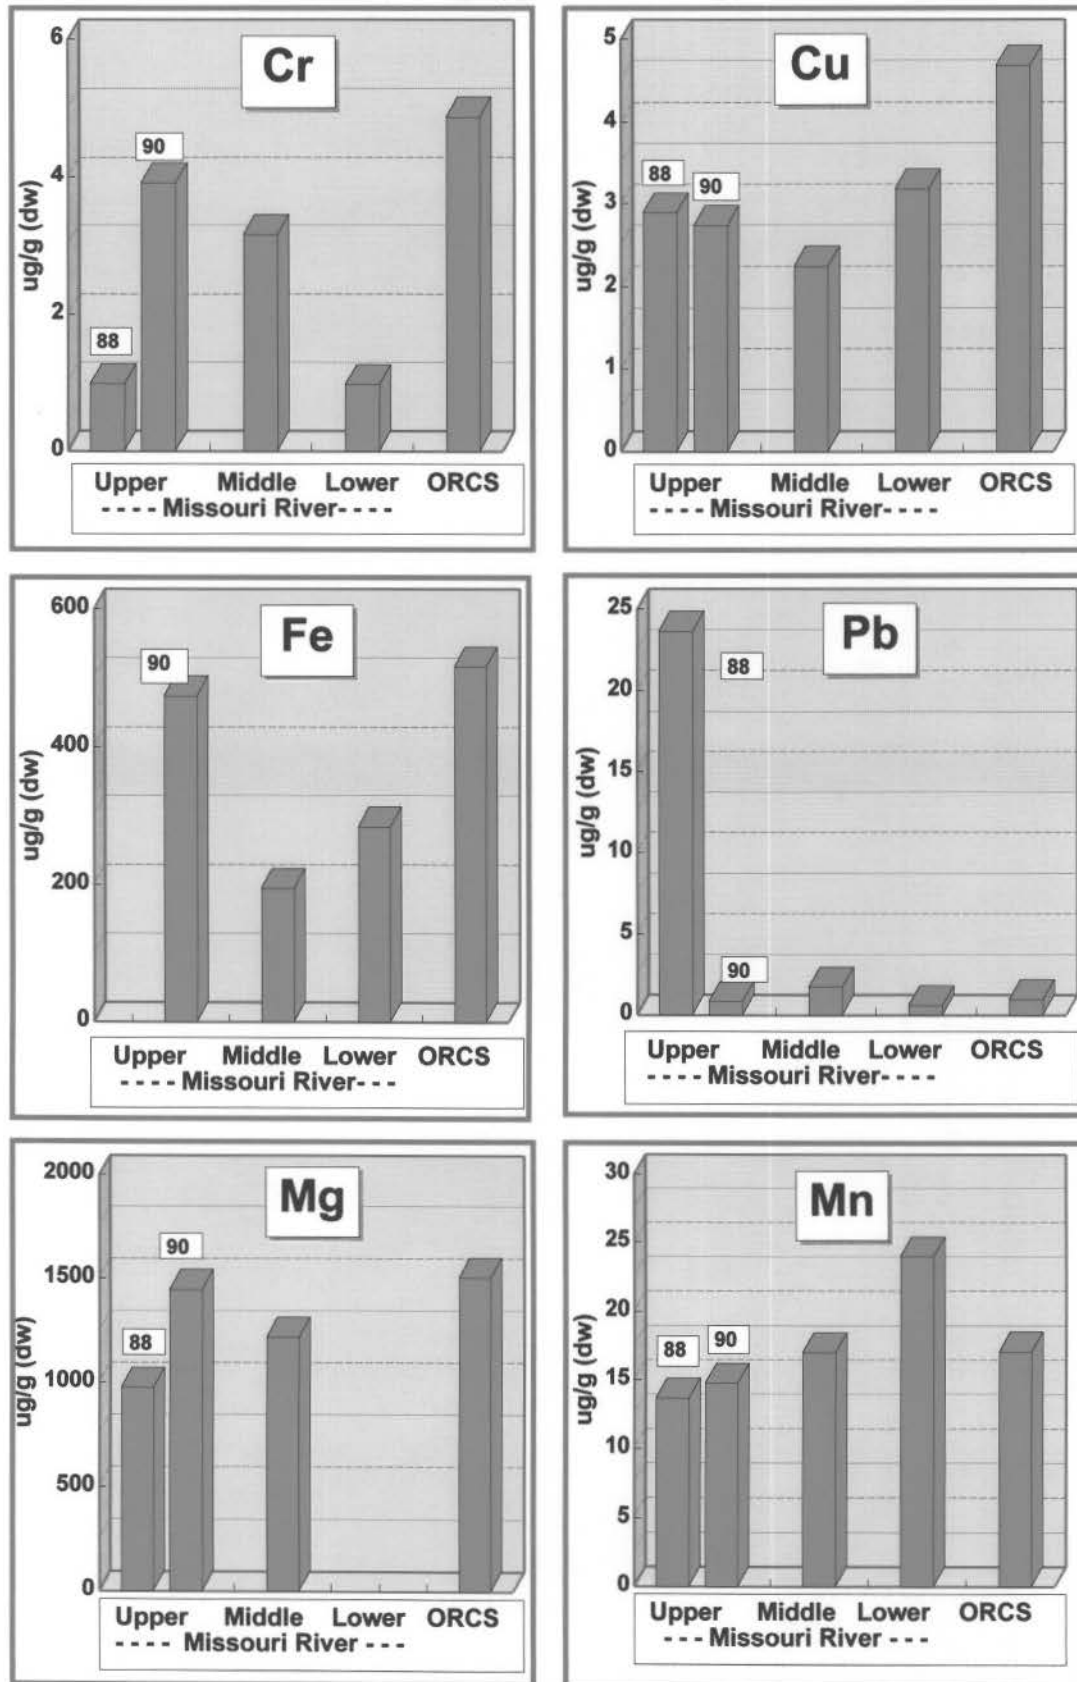 Cr
6
4
2
0
ug/g (dw)
88
90
Upper Middle Lower ORCS
- - - - Missouri River - - - -
Cu
5
4
3
2
1
0
ug/g (dw)
88
90
Upper Middle Lower ORCS
- - - - Missouri River - - - -
Fe
600
400
200
0
ug/g (dw)
90
Upper Middle Lower ORCS
- - - - Missouri River - - -
Pb
25
20
15
10
5
0
ug/g (dw)
88
90
Upper Middle Lower ORCS
- - - - Missouri River - - - -
Mg
2000
1500
1000
500
0
ug/g (dw)
88
90
Upper Middle Lower ORCS
- - - - Missouri River - - -
Mn
30
25
20
15
10
5
0
ug/g (dw)
88
90
Upper Middle Lower ORCS
- - - Missouri River - - - -